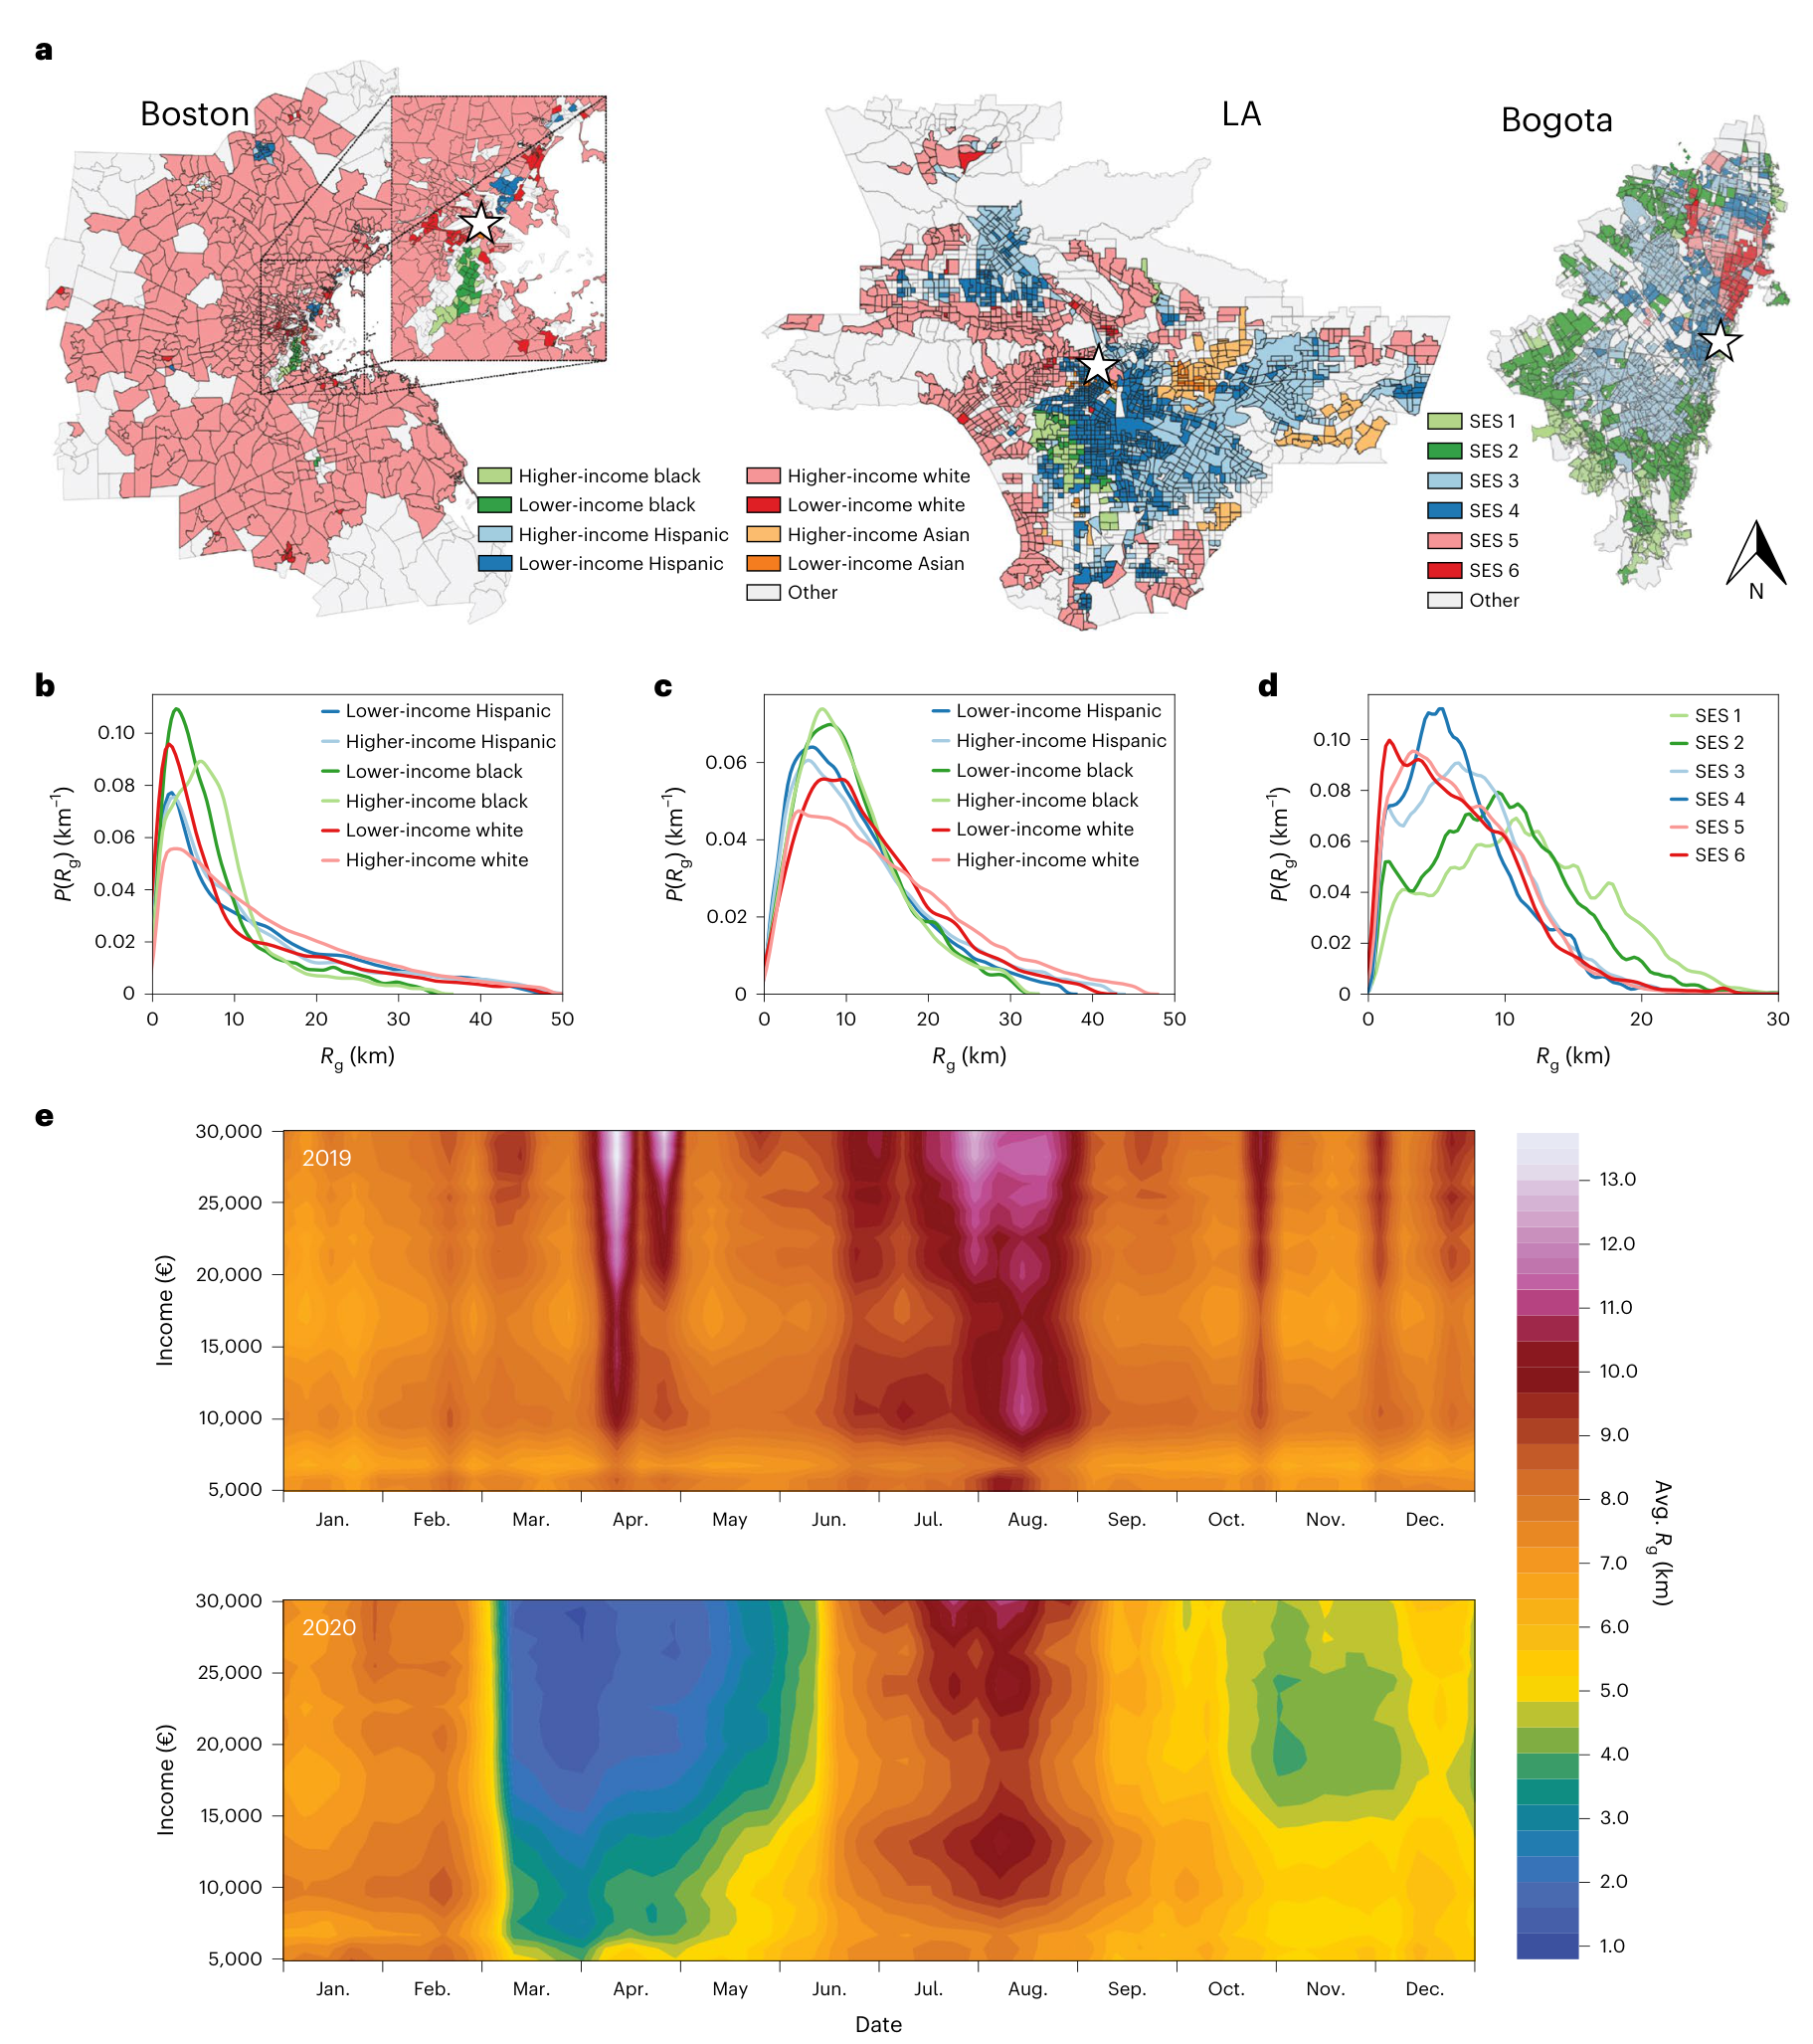 a
Boston
LA
Bogota
Higher-income black
Lower-income black
Higher-income Hispanic
Lower-income Hispanic
Higher-income white
Lower-income white
Higher-income Asian
Lower-income Asian
Other
SES 1
SES 2
SES 3
SES 4
SES 5
SES 6
Other
N
b
P(Rg) (km⁻¹)
0.10
0.08
0.06
0.04
0.02
0
Lower-income Hispanic
Higher-income Hispanic
Lower-income black
Higher-income black
Lower-income white
Higher-income white
0 10 20 30 40 50
Rg (km)
c
P(Rg) (km⁻¹)
0.06
0.04
0.02
0
Lower-income Hispanic
Higher-income Hispanic
Lower-income black
Higher-income black
Lower-income white
Higher-income white
0 10 20 30 40 50
Rg (km)
d
P(Rg) (km⁻¹)
0.10
0.08
0.06
0.04
0.02
0
SES 1
SES 2
SES 3
SES 4
SES 5
SES 6
0 10 20 30
Rg (km)
e
Income (€)
30,000
25,000
20,000
15,000
10,000
5,000
2019
Jan. Feb. Mar. Apr. May Jun. Jul. Aug. Sep. Oct. Nov. Dec.
Income (€)
30,000
25,000
20,000
15,000
10,000
5,000
2020
Jan. Feb. Mar. Apr. May Jun. Jul. Aug. Sep. Oct. Nov. Dec.
Date
13.0
12.0
11.0
10.0
9.0
8.0
7.0
6.0
5.0
4.0
3.0
2.0
1.0
Avg. Rg (km)